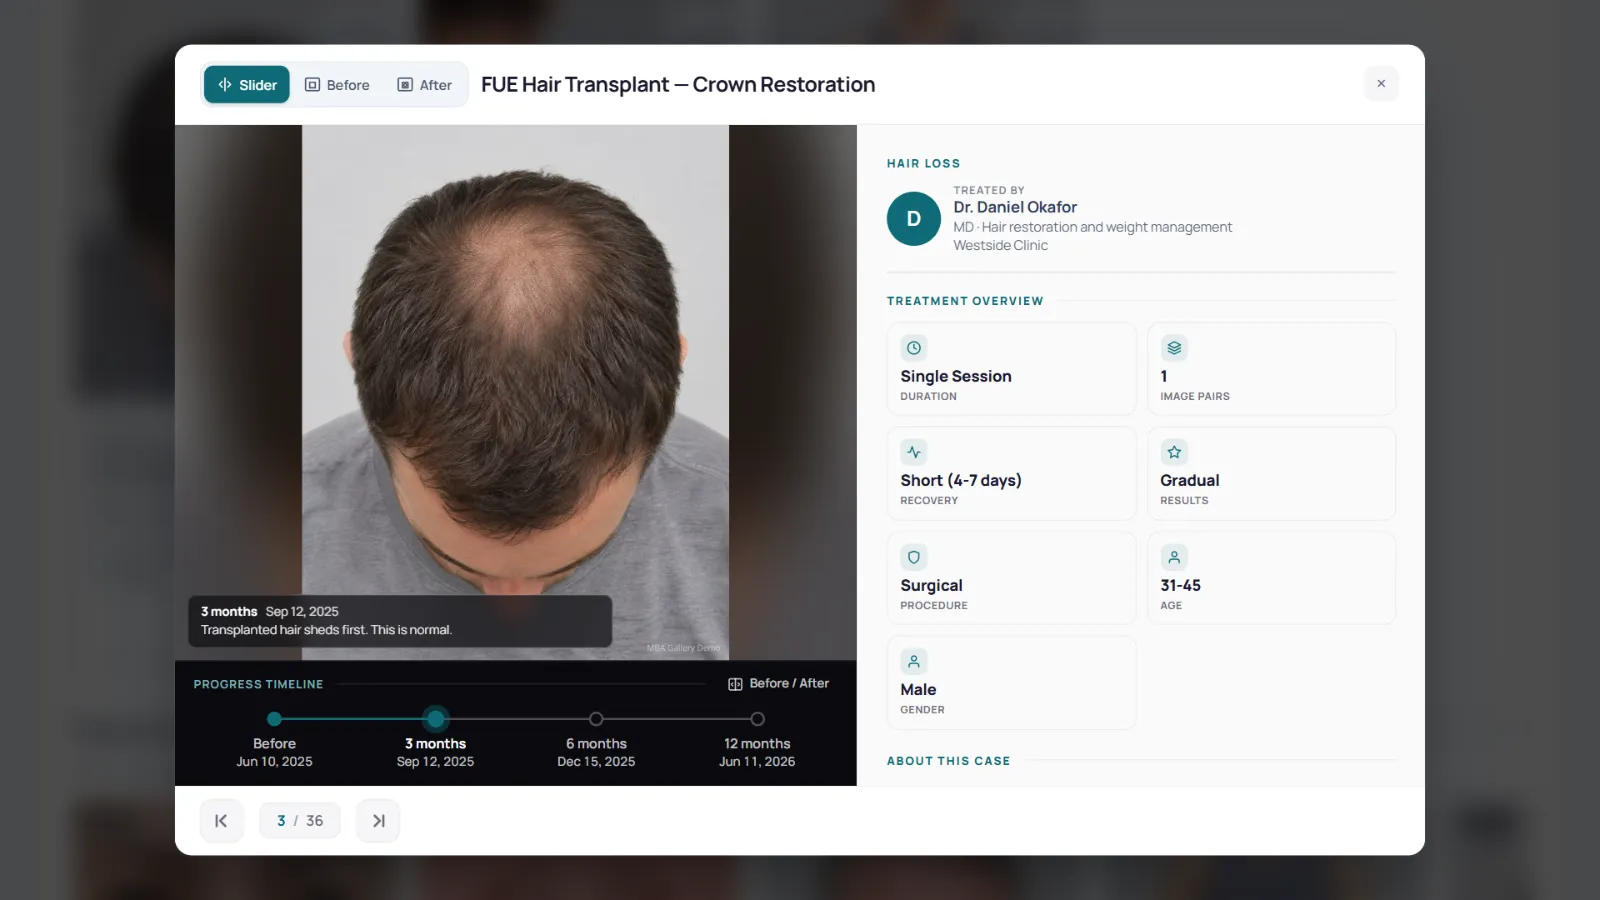 Slider
Before
After
FUE Hair Transplant — Crown Restoration
×
3 months Sep 12, 2025
Transplanted hair sheds first. This is normal.
MBA Gallery Demo
PROGRESS TIMELINE
Before / After
Before
Jun 10, 2025
3 months
Sep 12, 2025
6 months
Dec 15, 2025
12 months
Jun 11, 2026
HAIR LOSS
D
TREATED BY
Dr. Daniel Okafor
MD · Hair restoration and weight management
Westside Clinic
TREATMENT OVERVIEW
Single Session
DURATION
1
IMAGE PAIRS
Short (4-7 days)
RECOVERY
Gradual
RESULTS
Surgical
PROCEDURE
31-45
AGE
Male
GENDER
ABOUT THIS CASE
3 / 36